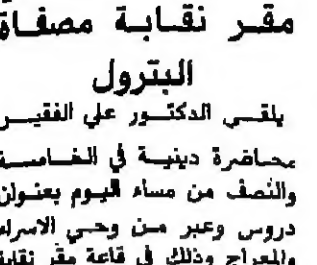 مقر نقابة مصفاة
البترول
يلقي الدكتور علي الفقير
محاضرة دينية في الخامسة
والنصف من مساء اليوم بعنوان
دروس وعبر من وحي الاسراء
والمعراج وذلك في قاعة مقر نقابة